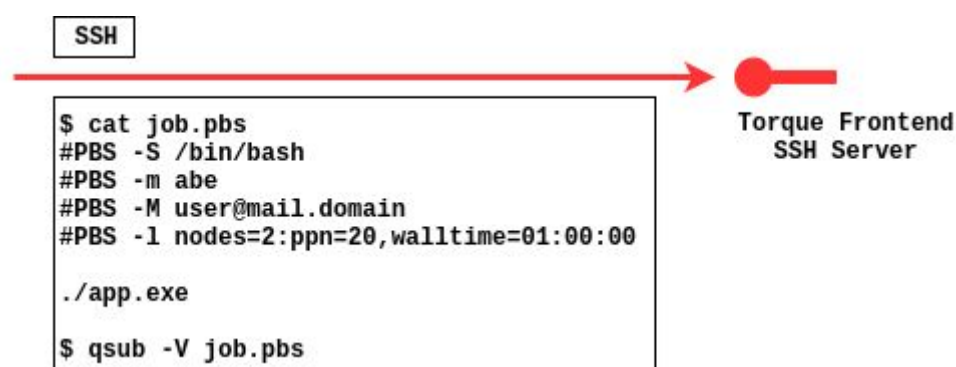 SSH
$ cat job.pbs
#PBS -S /bin/bash
#PBS -m abe
#PBS -M user@mail.domain
#PBS -l nodes=2:ppn=20,walltime=01:00:00
./app.exe
$ qsub -V job.pbs
Torque Frontend
SSH Server